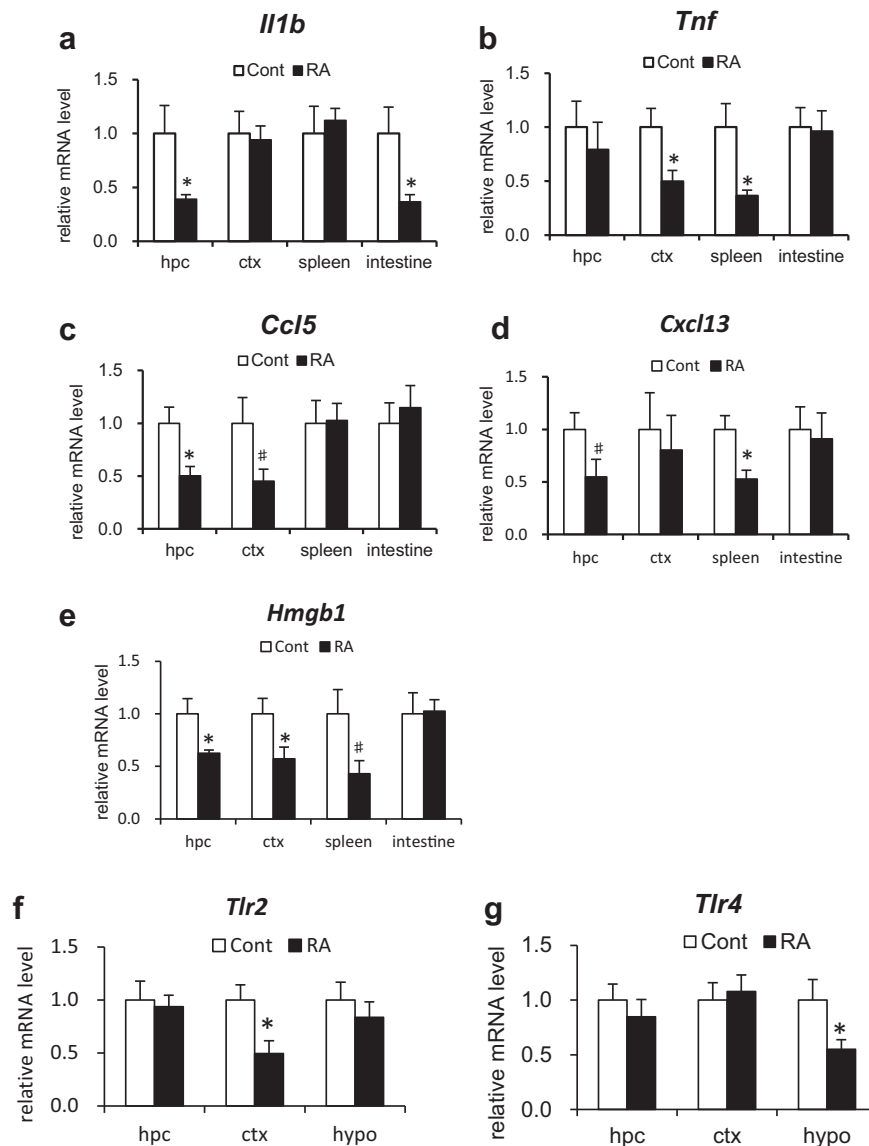 a
Il1b
Cont RA
relative mRNA level
1.5
1.0
0.5
0.0
*
*
hpc ctx spleen intestine
b
Tnf
Cont RA
relative mRNA level
1.5
1.0
0.5
0.0
*
*
hpc ctx spleen intestine
c
Ccl5
Cont RA
relative mRNA level
1.5
1.0
0.5
0.0
*
#
hpc ctx spleen intestine
d
Cxcl13
Cont RA
relative mRNA level
1.5
1.0
0.5
0.0
#
*
hpc ctx spleen intestine
e
Hmgb1
Cont RA
relative mRNA level
1.5
1.0
0.5
0.0
*
*
#
hpc ctx spleen intestine
f
Tlr2
Cont RA
relative mRNA level
1.5
1.0
0.5
0.0
*
hpc ctx hypo
g
Tlr4
Cont RA
relative mRNA level
1.5
1.0
0.5
0.0
*
hpc ctx hypo